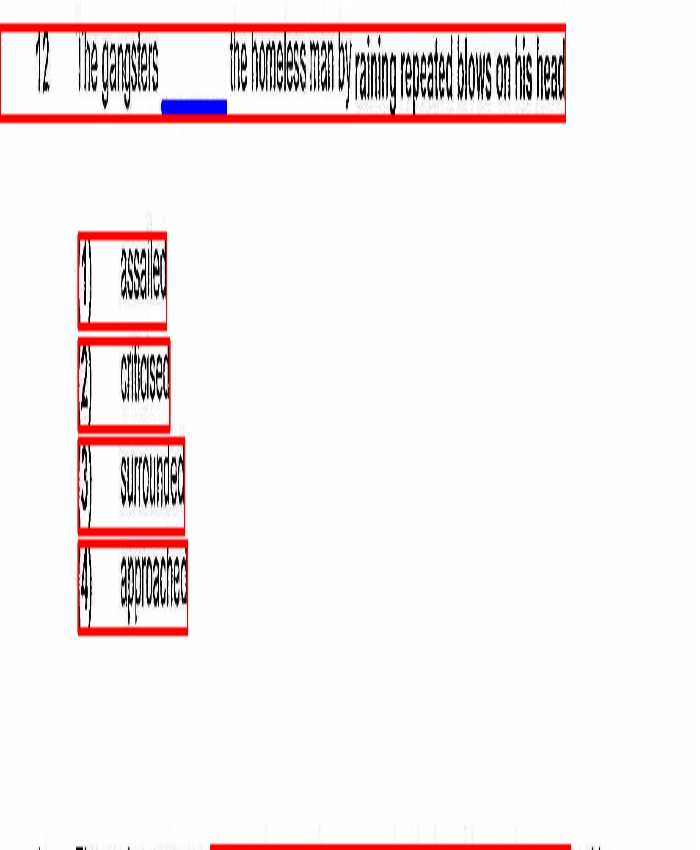 12 The gangsters the homeless man by raining repeated blows on his head
1) assailed
2) criticised
3) surrounded
4) approached